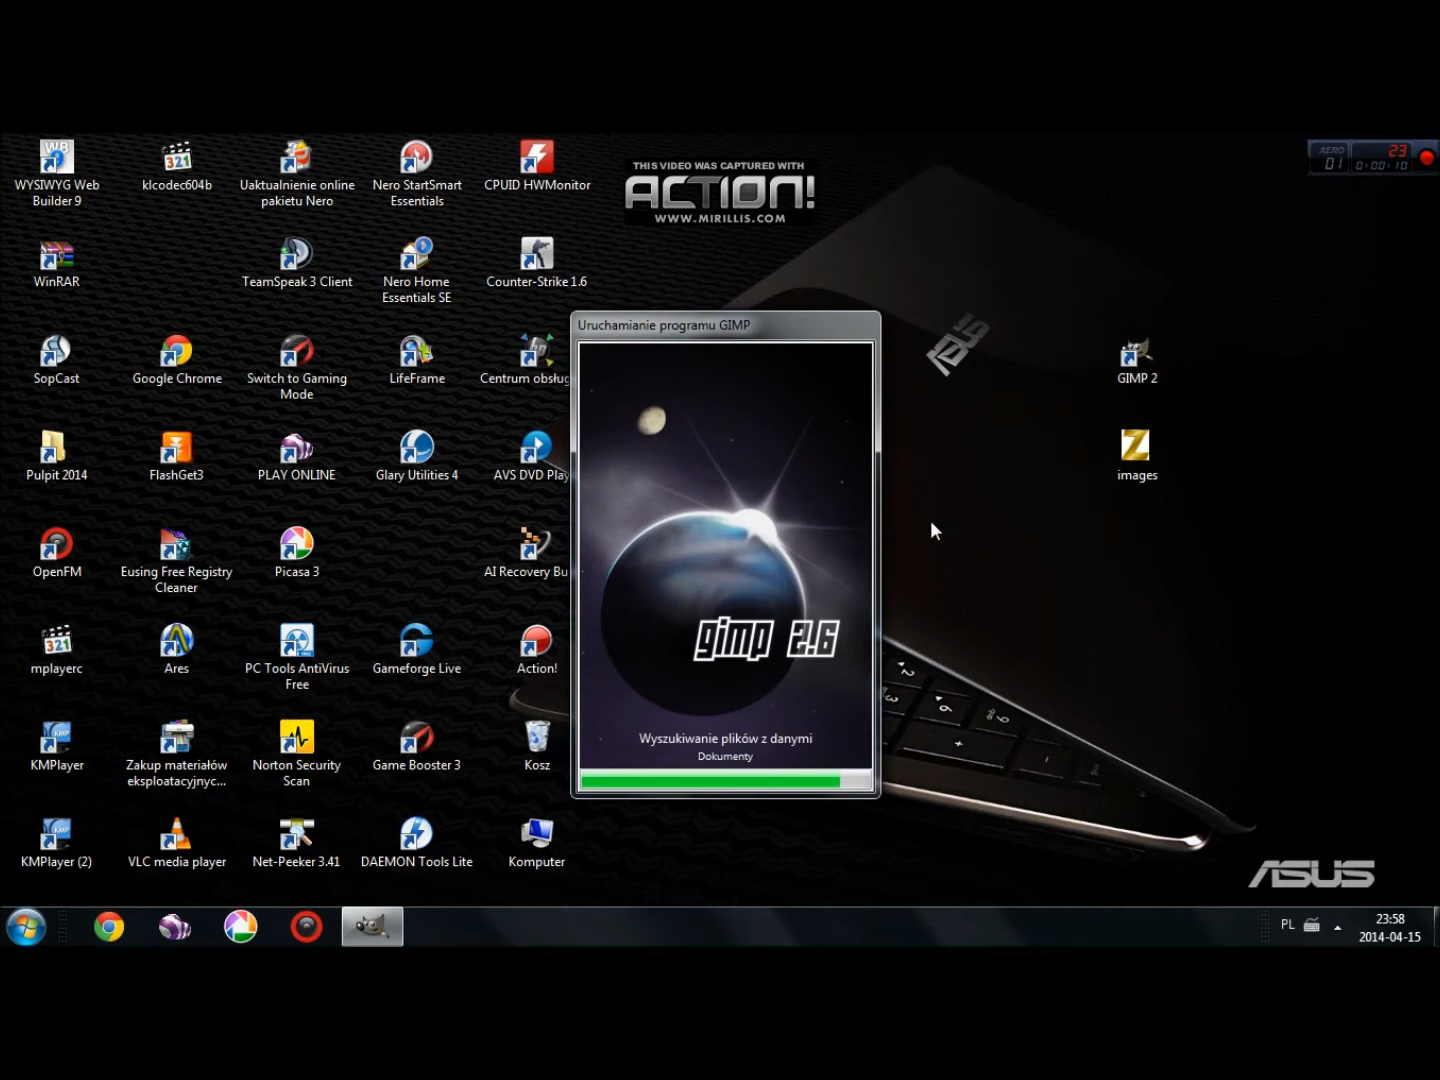 WYSIWYG Web
Builder 9
klcodec604b
Uaktualnienie online
pakietu Nero
Nero StartSmart
Essentials
CPUID HWMonitor
THIS VIDEO WAS CAPTURED WITH
ACTION!
WWW.MIRILLIS.COM
AERO
01
23
0:00:10
WinRAR
TeamSpeak 3 Client
Nero Home
Essentials SE
Counter-Strike 1.6
Uruchamianie programu GIMP
SopCast
Google Chrome
Switch to Gaming
Mode
LifeFrame
Centrum obsług
ASUS
GIMP 2
Pulpit 2014
FlashGet3
PLAY ONLINE
Glary Utilities 4
AVS DVD Play
images
OpenFM
Eusing Free Registry
Cleaner
Picasa 3
AI Recovery Bu
gimp 2.6
mplayerc
Ares
PC Tools AntiVirus
Free
Gameforge Live
Action!
Wyszukiwanie plików z danymi
Dokumenty
KMPlayer
Zakup materiałów
eksploatacyjnyc...
Norton Security
Scan
Game Booster 3
Kosz
KMPlayer (2)
VLC media player
Net-Peeker 3.41
DAEMON Tools Lite
Komputer
ASUS
PL
23:58
2014-04-15